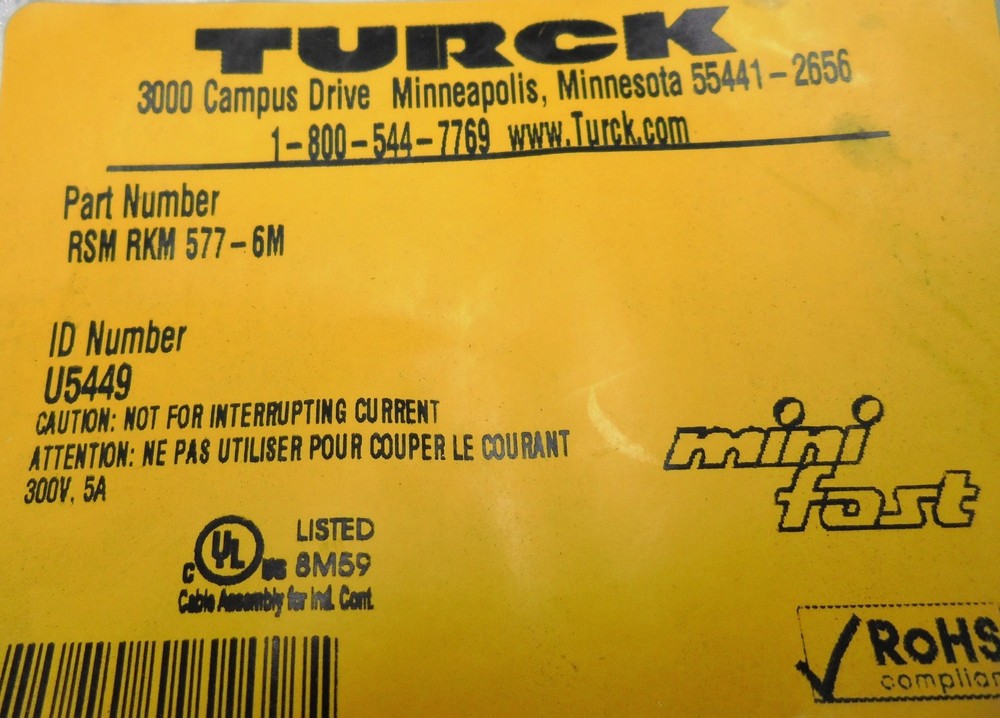 TURCK
3000 Campus Drive Minneapolis, Minnesota 55441-2656
1-800-544-7769 www.Turck.com
Part Number
RSM RKM 577-6M
ID Number
U5449
CAUTION: NOT FOR INTERRUPTING CURRENT
ATTENTION: NE PAS UTILISER POUR COUPER LE COURANT
300V, 5A
mini
fast
C UL US LISTED
8M59
Cable Assembly for Ind. Cont.
RoHS
complian